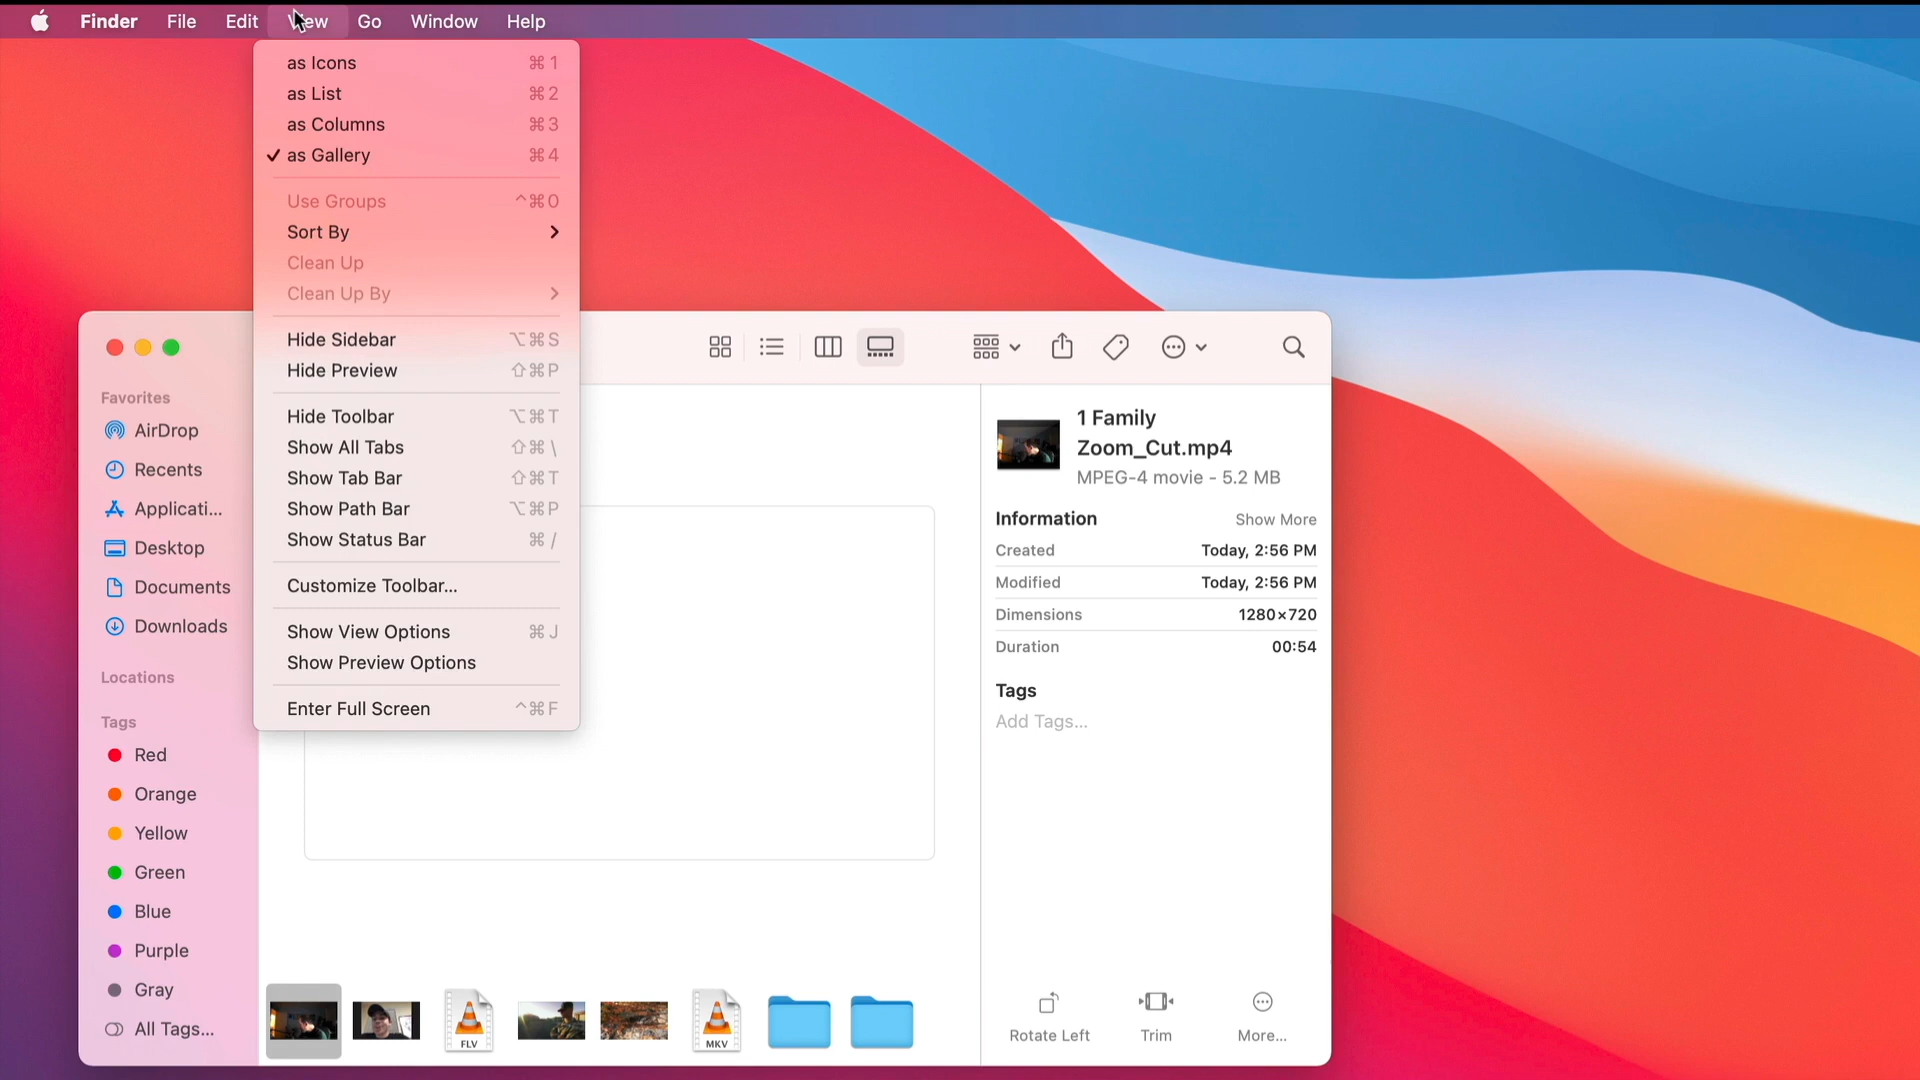 Finder File Edit View Go Window Help
as Icons ⌘1
as List ⌘2
as Columns ⌘3
✓ as Gallery ⌘4
Use Groups ^⌘0
Sort By >
Clean Up
Clean Up By >
Hide Sidebar ⌥⌘S
Hide Preview ⇧⌘P
Hide Toolbar ⌥⌘T
Show All Tabs ⇧⌘\
Show Tab Bar ⇧⌘T
Show Path Bar ⌥⌘P
Show Status Bar ⌘/
Customize Toolbar...
Show View Options ⌘J
Show Preview Options
Enter Full Screen ^⌘F
Favorites
AirDrop
Recents
Applicati...
Desktop
Documents
Downloads
Locations
Tags
Red
Orange
Yellow
Green
Blue
Purple
Gray
All Tags...
FLV
MKV
1 Family
Zoom_Cut.mp4
MPEG-4 movie - 5.2 MB
Information Show More
Created Today, 2:56 PM
Modified Today, 2:56 PM
Dimensions 1280×720
Duration 00:54
Tags
Add Tags...
Rotate Left Trim More...